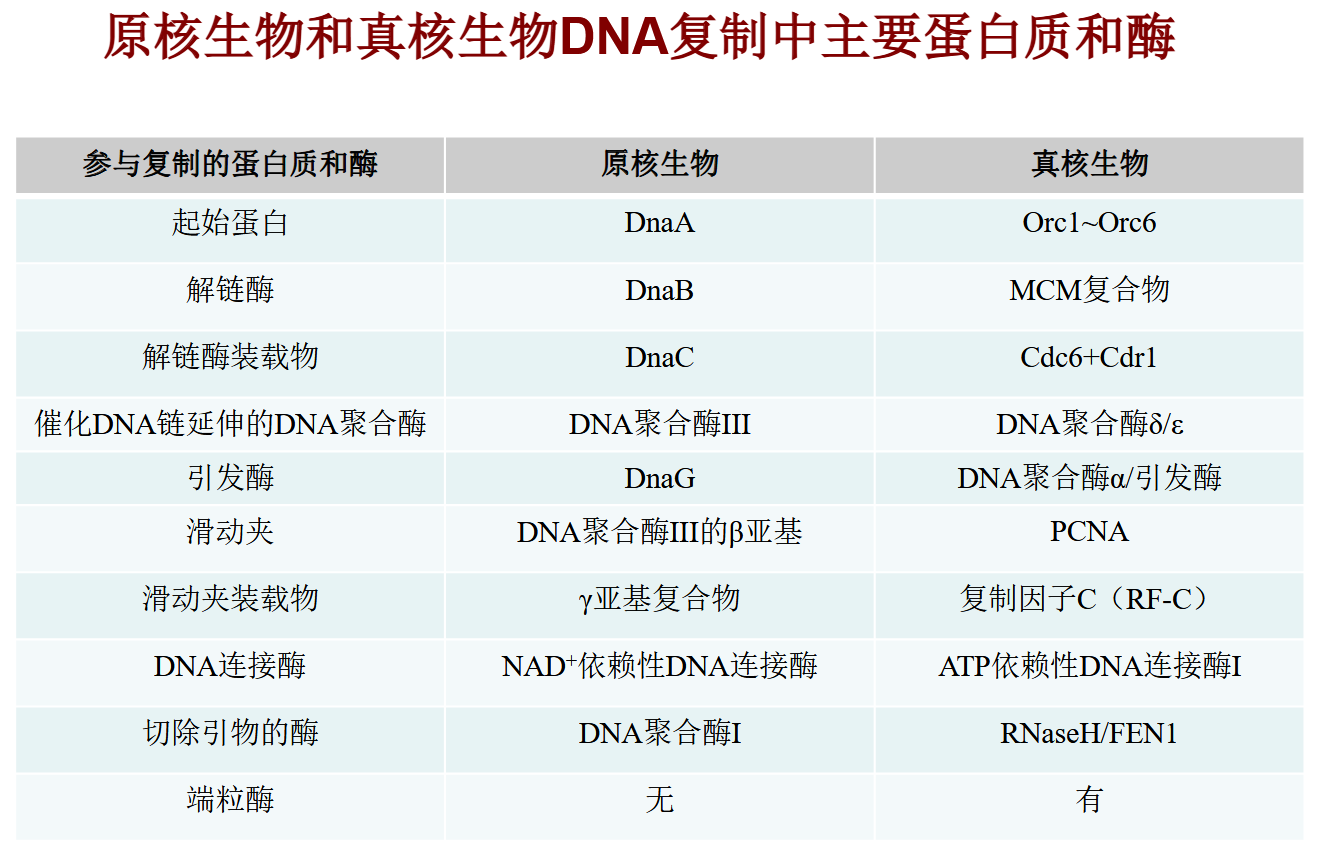 原核生物和真核生物DNA复制中主要蛋白质和酶
参与复制的蛋白质和酶 原核生物 真核生物
起始蛋白 DnaA Orc1~Orc6
解链酶 DnaB MCM复合物
解链酶装载物 DnaC Cdc6+Cdr1
催化DNA链延伸的DNA聚合酶 DNA聚合酶III DNA聚合酶δ/ε
引发酶 DnaG DNA聚合酶α/引发酶
滑动夹 DNA聚合酶III的β亚基 PCNA
滑动夹装载物 γ亚基复合物 复制因子C（RF-C）
DNA连接酶 NAD⁺依赖性DNA连接酶 ATP依赖性DNA连接酶I
切除引物的酶 DNA聚合酶I RNaseH/FEN1
端粒酶 无 有